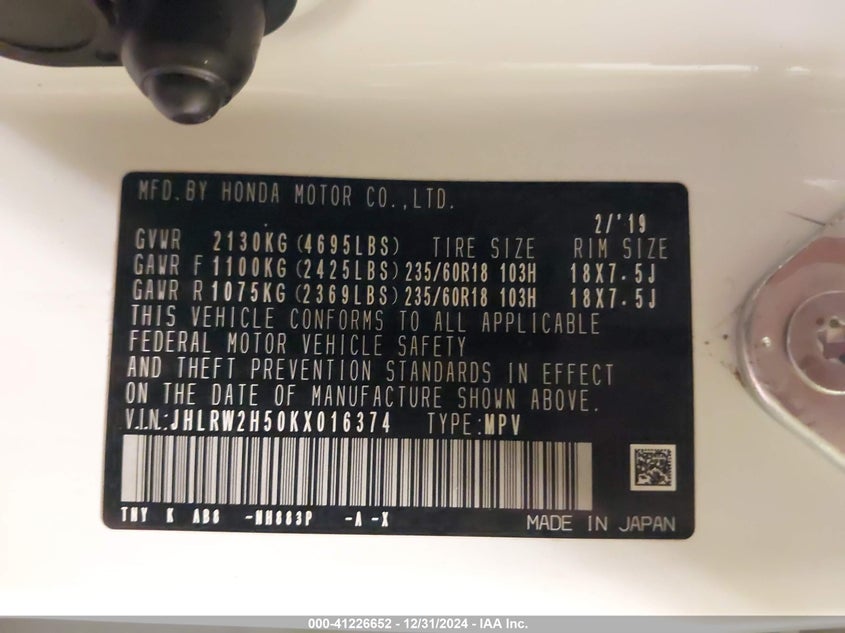 MFD.BY HONDA MOTOR CO.,LTD.
2/'19
GVWR 2130KG (4695LBS) TIRE SIZE RIM SIZE
GAWR F 1100KG (2425LBS) 235/60R18 103H 18X7.5J
GAWR R 1075KG (2369LBS) 235/60R18 103H 18X7.5J
THIS VEHICLE CONFORMS TO ALL APPLICABLE
FEDERAL MOTOR VEHICLE SAFETY
AND THEFT PREVENTION STANDARDS IN EFFECT
ON THE DATE OF MANUFACTURE SHOWN ABOVE.
V.I.N.:JHLRW2H50KX016374 TYPE:MPV
TNY K AB8 -NH883P -A -X
MADE IN JAPAN
000-41226652 - 12/31/2024 - IAA Inc.